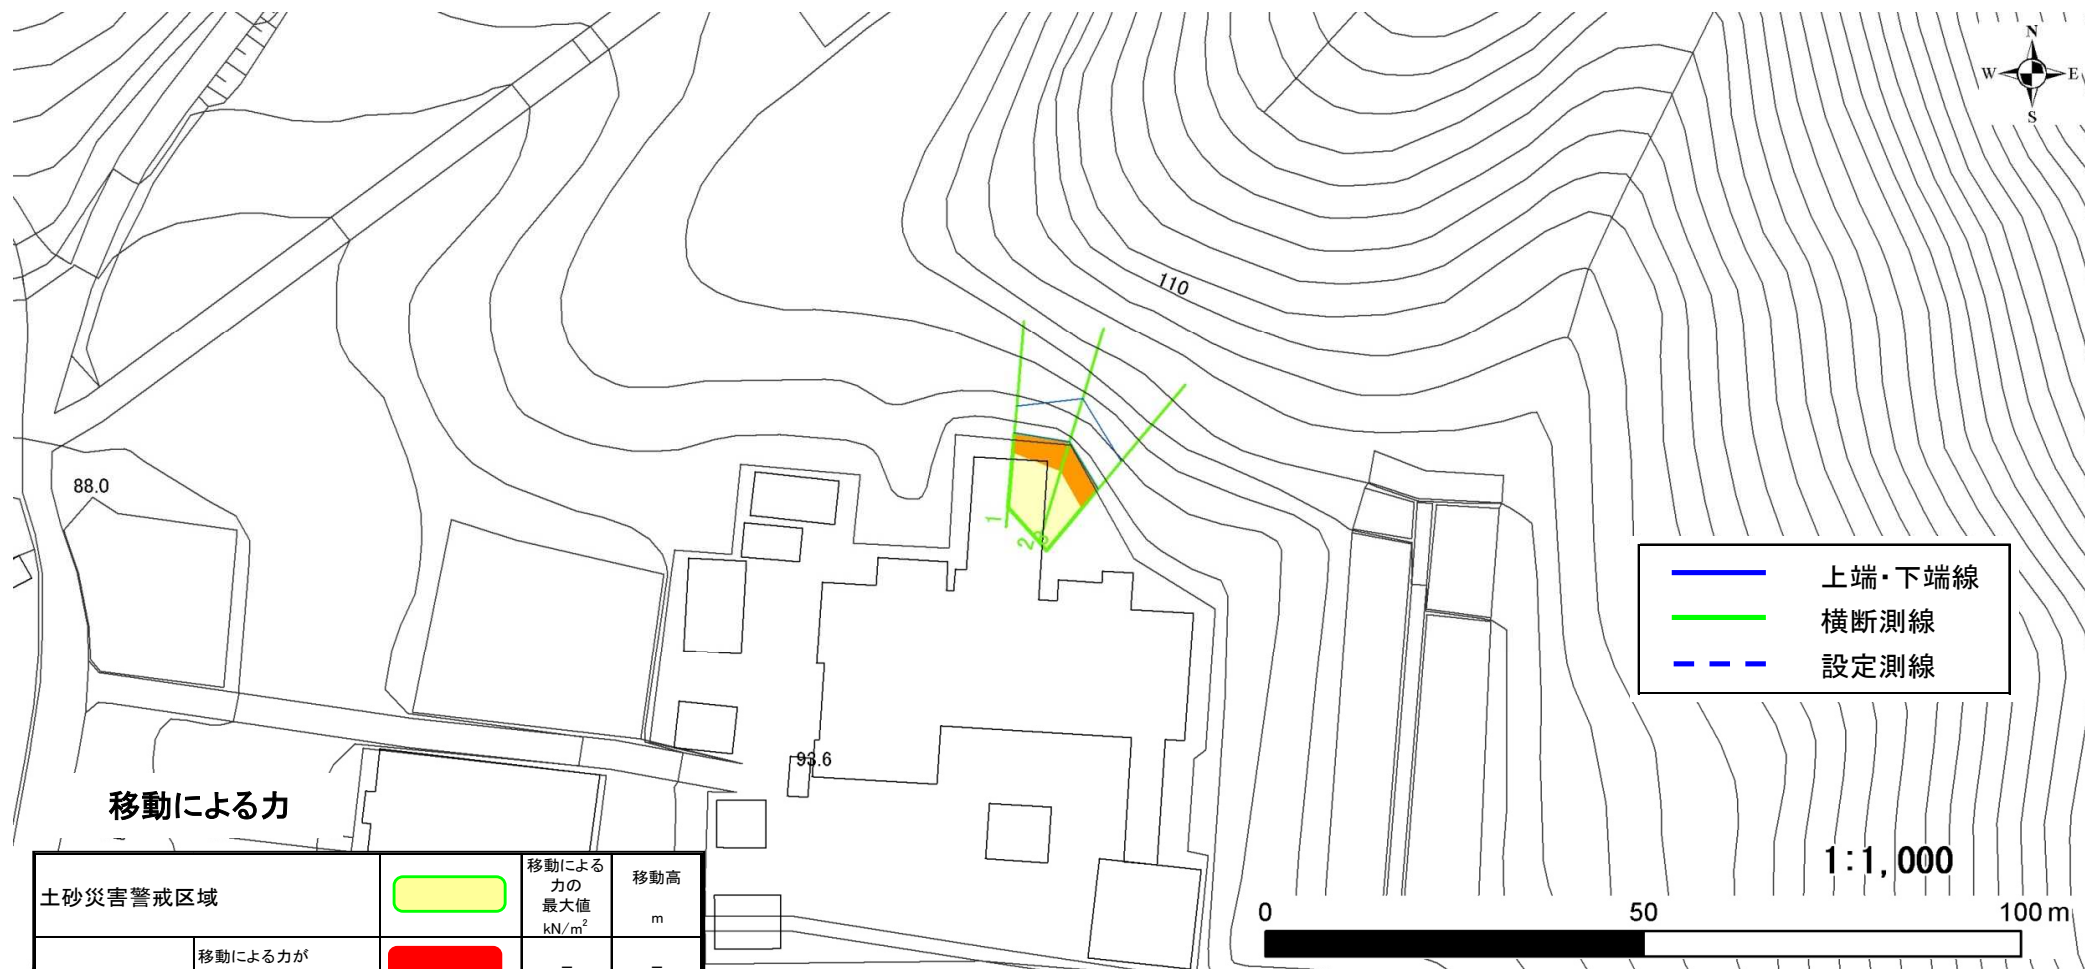 N
W E
S
110
88.0
1
2
3
上端・下端線
横断測線
設定測線
93.6
移動による力
1:1,000
0 50 100 m
土砂災害警戒区域
移動による
力の
最大値
kN/m²
移動高
m
移動による力が
− −